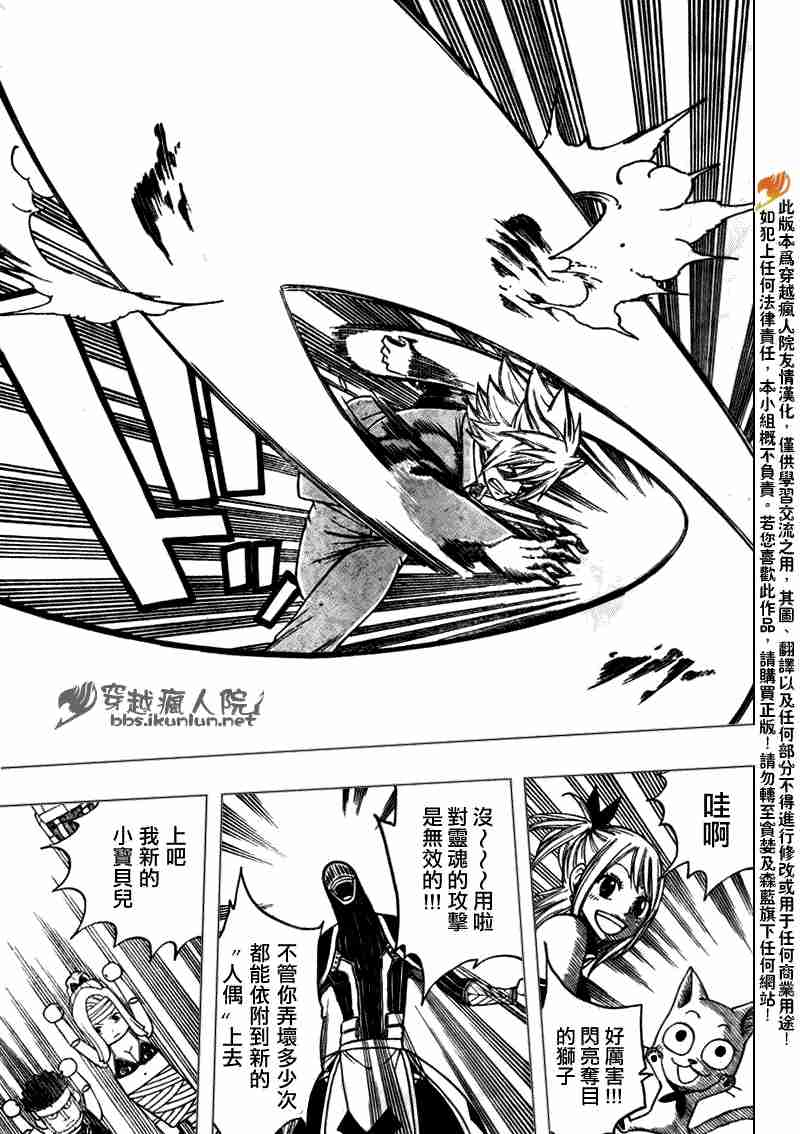 此版本爲穿越瘋人院友情漢化，僅供學習交流之用，其圖、翻譯以及任何部分不得進行修改或用于任何商業用途！
如犯上任何法律責任，本小組概不負責。若您喜歡此作品，請購買正版！請勿轉至貪婪及森藍旗下任何網站！
ドドドン
穿越瘋人院
bbs.ikunlun.net
哇啊
好厲害!!!
閃亮奪目
的獅子
沒～～～用啦
對靈魂的攻擊
是無效的!!!
不管你弄壞多少次
都能依附到新的
〝人偶〞上去
上吧
我新的
小寶貝兒